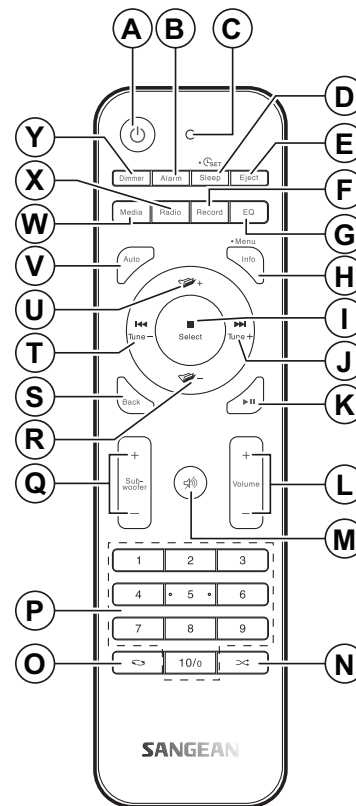 A B C
D
Y E
• SET
Dimmer Alarm Sleep Eject
X F
Media Radio Record EQ
W G
• Menu
V Auto Info H
U +
I
T Tune− Select Tune+ J
S Back K
R −
Q + + L
Sub-
woofer Volume
− −
M
1 2 3
P 4 5 6
7 8 9
O 10/0 N
SANGEAN